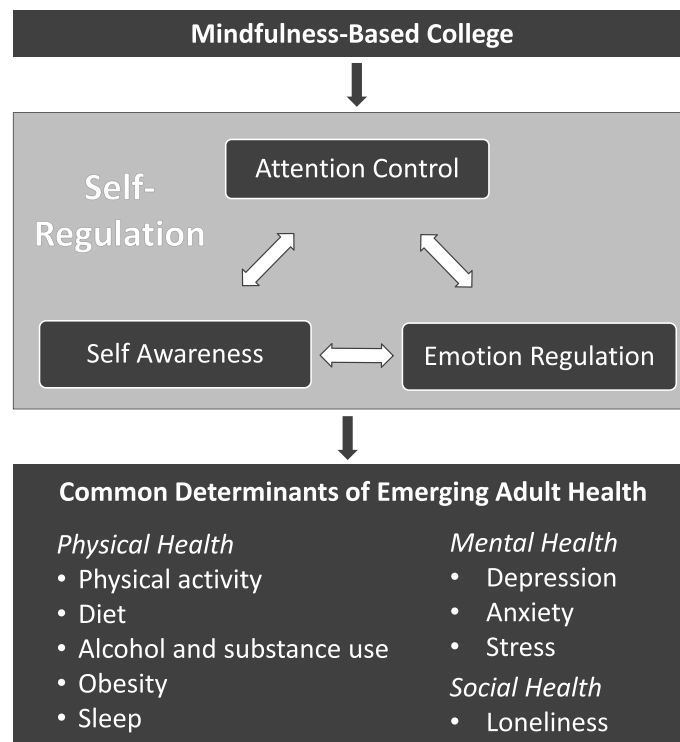 Mindfulness-Based College
Attention Control
Self-
Regulation
Self Awareness
Emotion Regulation
Common Determinants of Emerging Adult Health
Physical Health
• Physical activity
• Diet
• Alcohol and substance use
• Obesity
• Sleep
Mental Health
• Depression
• Anxiety
• Stress
Social Health
• Loneliness